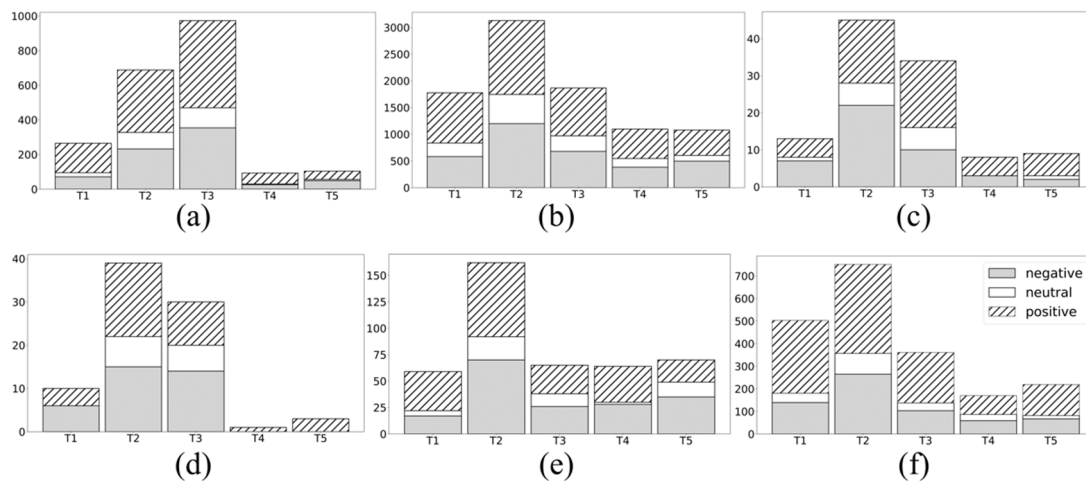 1000
800
600
400
200
0
T1 T2 T3 T4 T5
(a)
3000
2500
2000
1500
1000
500
0
T1 T2 T3 T4 T5
(b)
40
30
20
10
0
T1 T2 T3 T4 T5
(c)
40
30
20
10
0
T1 T2 T3 T4 T5
(d)
150
125
100
75
50
25
0
T1 T2 T3 T4 T5
(e)
700
600
500
400
300
200
100
0
T1 T2 T3 T4 T5
negative
neutral
positive
(f)